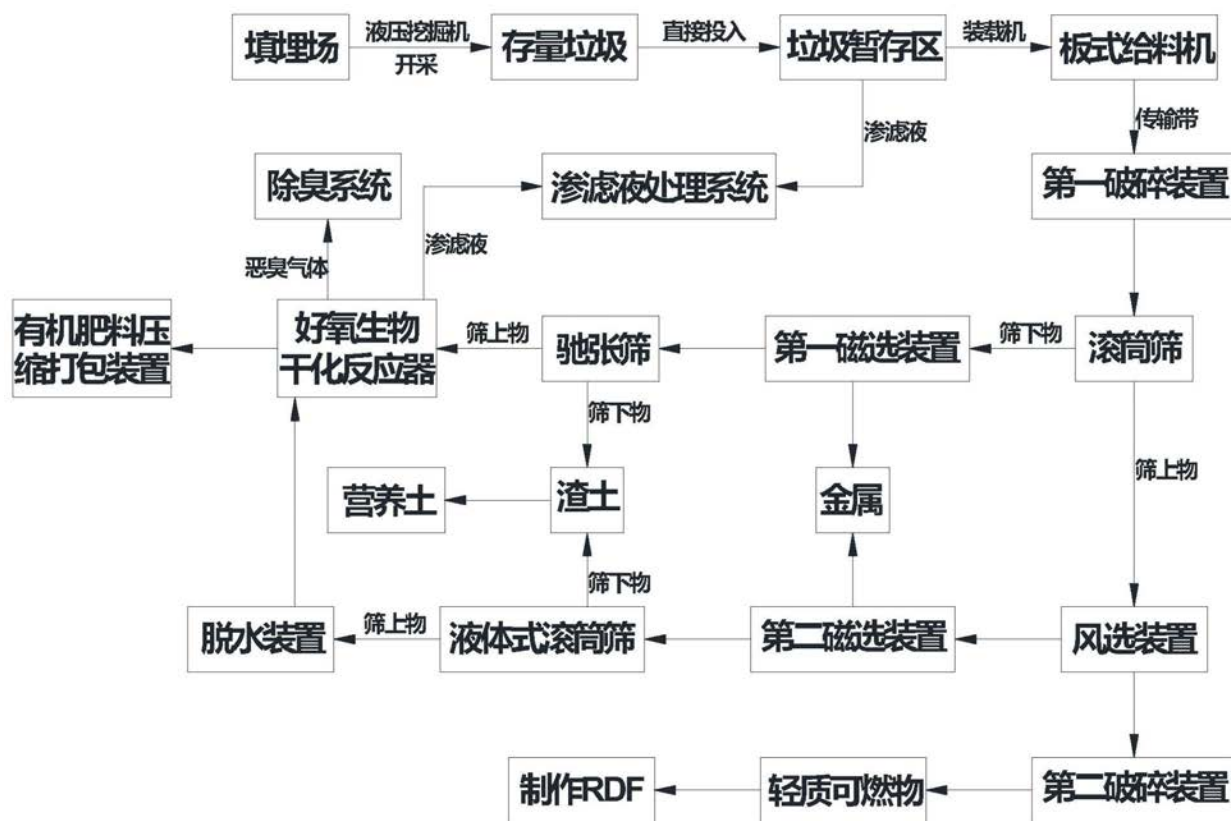 填埋场
液压挖掘机
开采
存量垃圾
直接投入
垃圾暂存区
装载机
板式给料机
渗滤液
传输带
除臭系统
渗滤液处理系统
第一破碎装置
恶臭气体
渗滤液
有机肥料压
缩打包装置
好氧生物
干化反应器
筛上物
驰张筛
第一磁选装置
筛下物
滚筒筛
筛下物
筛上物
营养土
渣土
金属
筛下物
脱水装置
筛上物
液体式滚筒筛
第二磁选装置
风选装置
制作RDF
轻质可燃物
第二破碎装置